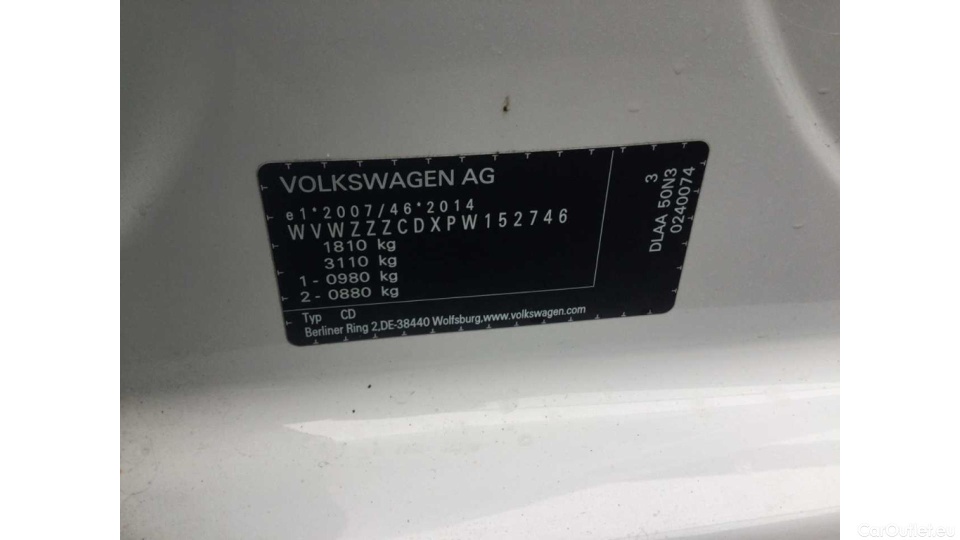 VOLKSWAGEN AG
e1*2007/46*2014
WVWZZZCDXPW152746
1810 kg
3110 kg
1 - 0980 kg
2 - 0880 kg
Typ CD
Berliner Ring 2,DE-38440 Wolfsburg,www.volkswagen.com
3
DLAA 50N3
0240074
CarOutlet.eu